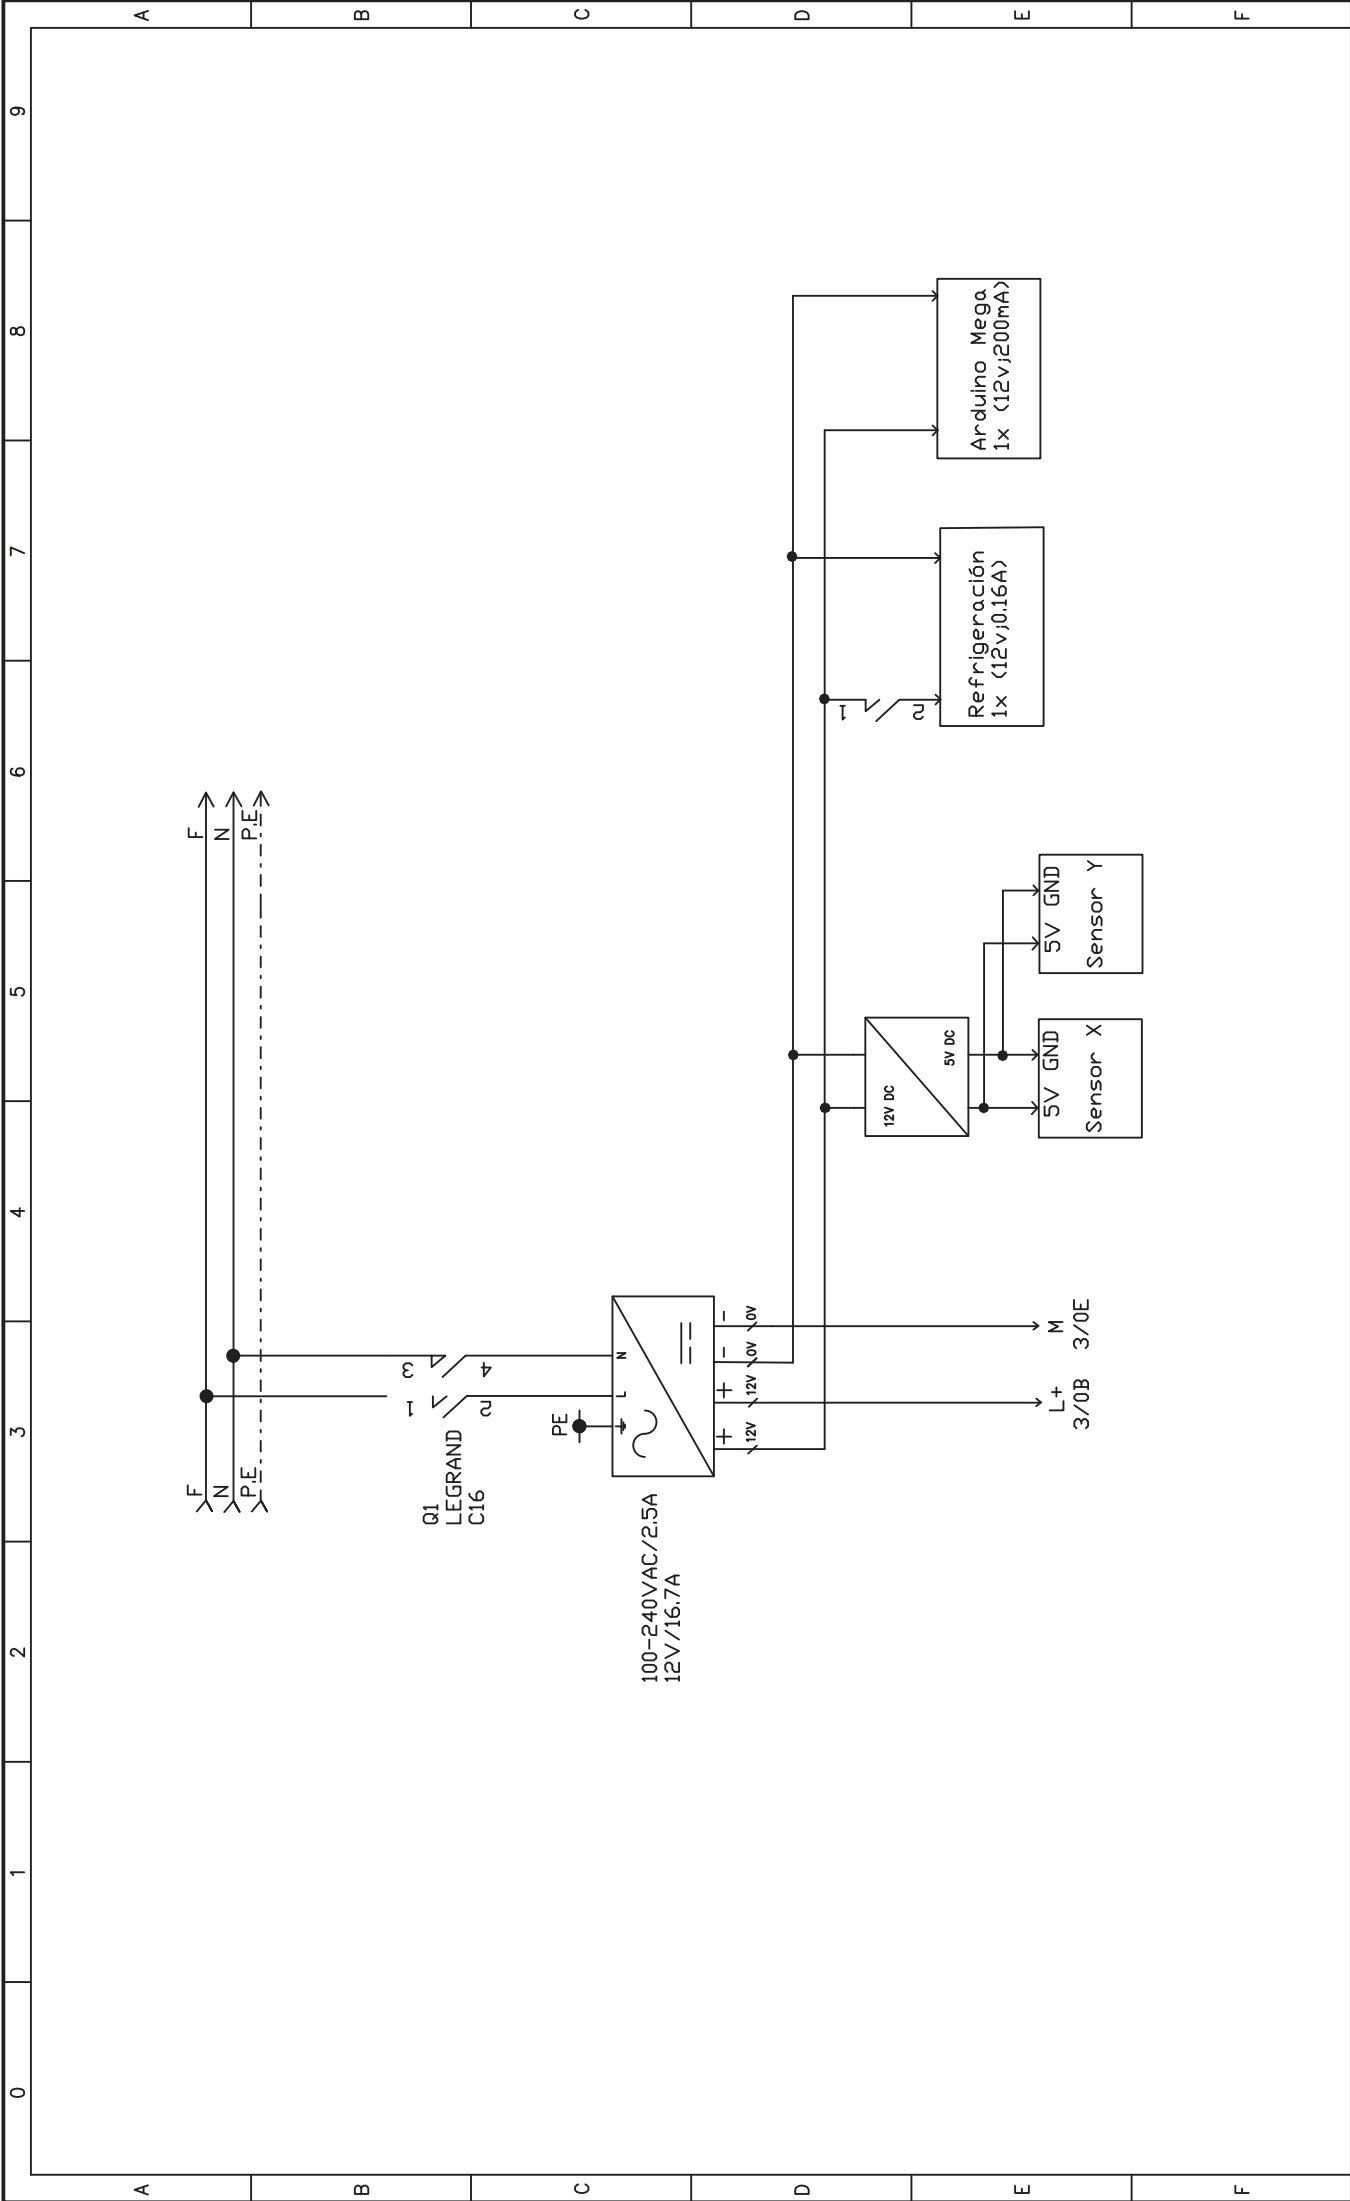 0 1 2 3 4 5 6 7 8 9
A A
B B
C C
D D
E E
F F
F F
N N
P.E P.E
1 3
2 4
Q1
LEGRAND
C16
PE
L N
100-240VAC/2.5A
12V/16.7A
+ + - -
12V 12V 0V 0V
L+ M
3/0B 3/0E
12V DC
5V DC
5V GND
Sensor X
5V GND
Sensor Y
1
2
Refrigeración
1x (12v;0.16A)
Arduino Mega
1x (12v;200mA)